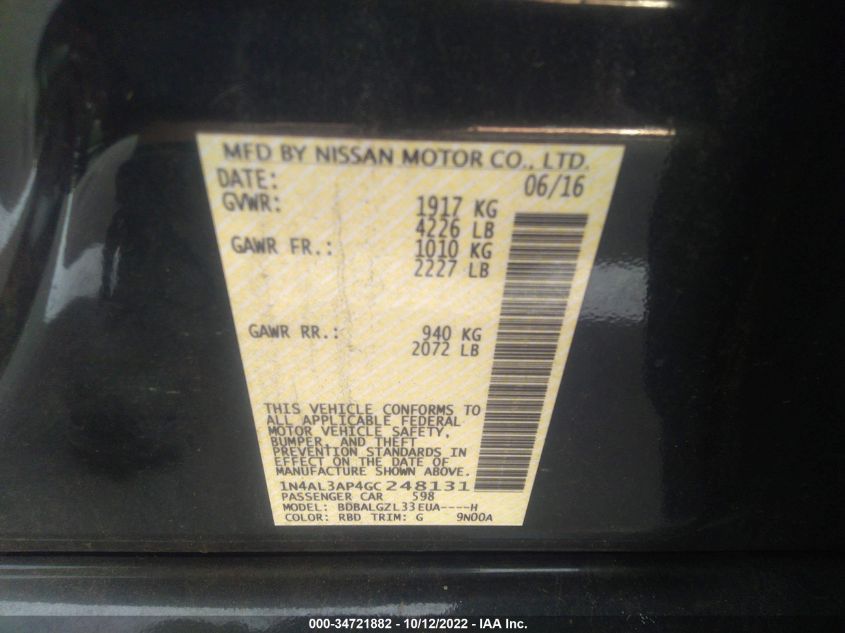 MFD BY NISSAN MOTOR CO., LTD.
DATE: 06/16
GVWR: 1917 KG
4226 LB
GAWR FR.: 1010 KG
2227 LB
GAWR RR.: 940 KG
2072 LB
THIS VEHICLE CONFORMS TO
ALL APPLICABLE FEDERAL
MOTOR VEHICLE SAFETY,
BUMPER, AND THEFT
PREVENTION STANDARDS IN
EFFECT ON THE DATE OF
MANUFACTURE SHOWN ABOVE.
1N4AL3AP4GC248131
PASSENGER CAR 598
MODEL: BDBALGZL33EUA----H
COLOR: RBD TRIM: G 9N00A
000-34721882 - 10/12/2022 - IAA Inc.